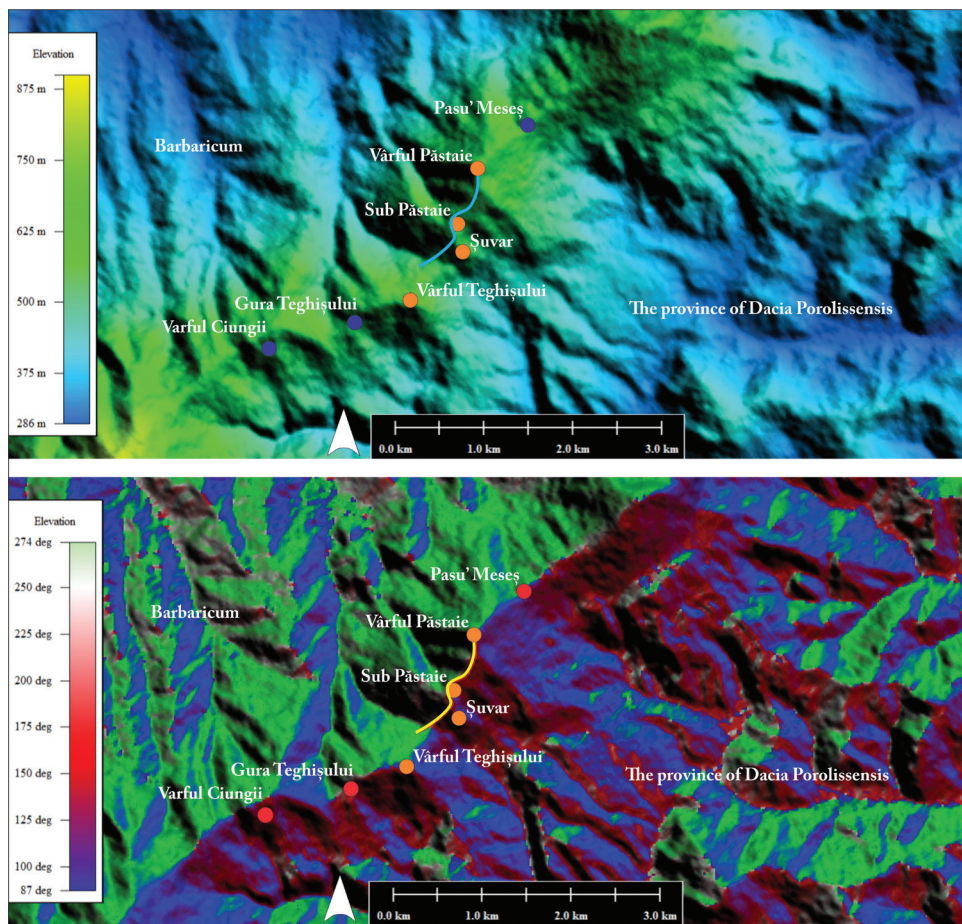 Elevation
875 m
750 m
625 m
500 m
375 m
286 m
Pasu' Meseș
Barbaricum
Vârful Păstaie
Sub Păstaie
Șuvar
Vârful Teghișului
Gura Teghișului
Varful Ciungii
The province of Dacia Porolissensis
0.0 km 1.0 km 2.0 km 3.0 km
Elevation
274 deg
250 deg
225 deg
200 deg
175 deg
150 deg
125 deg
100 deg
87 deg
Pasu' Meseș
Barbaricum
Vârful Păstaie
Sub Păstaie
Șuvar
Vârful Teghișului
Gura Teghișului
Varful Ciungii
The province of Dacia Porolissensis
0.0 km 1.0 km 2.0 km 3.0 km